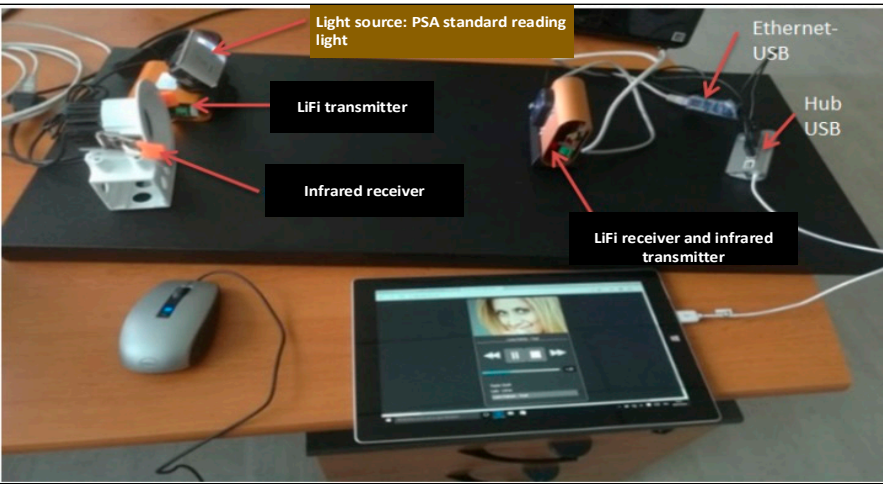 Light source: PSA standard reading
light
Ethernet-
USB
LiFi transmitter
Hub
USB
Infrared receiver
LiFi receiver and infrared
transmitter